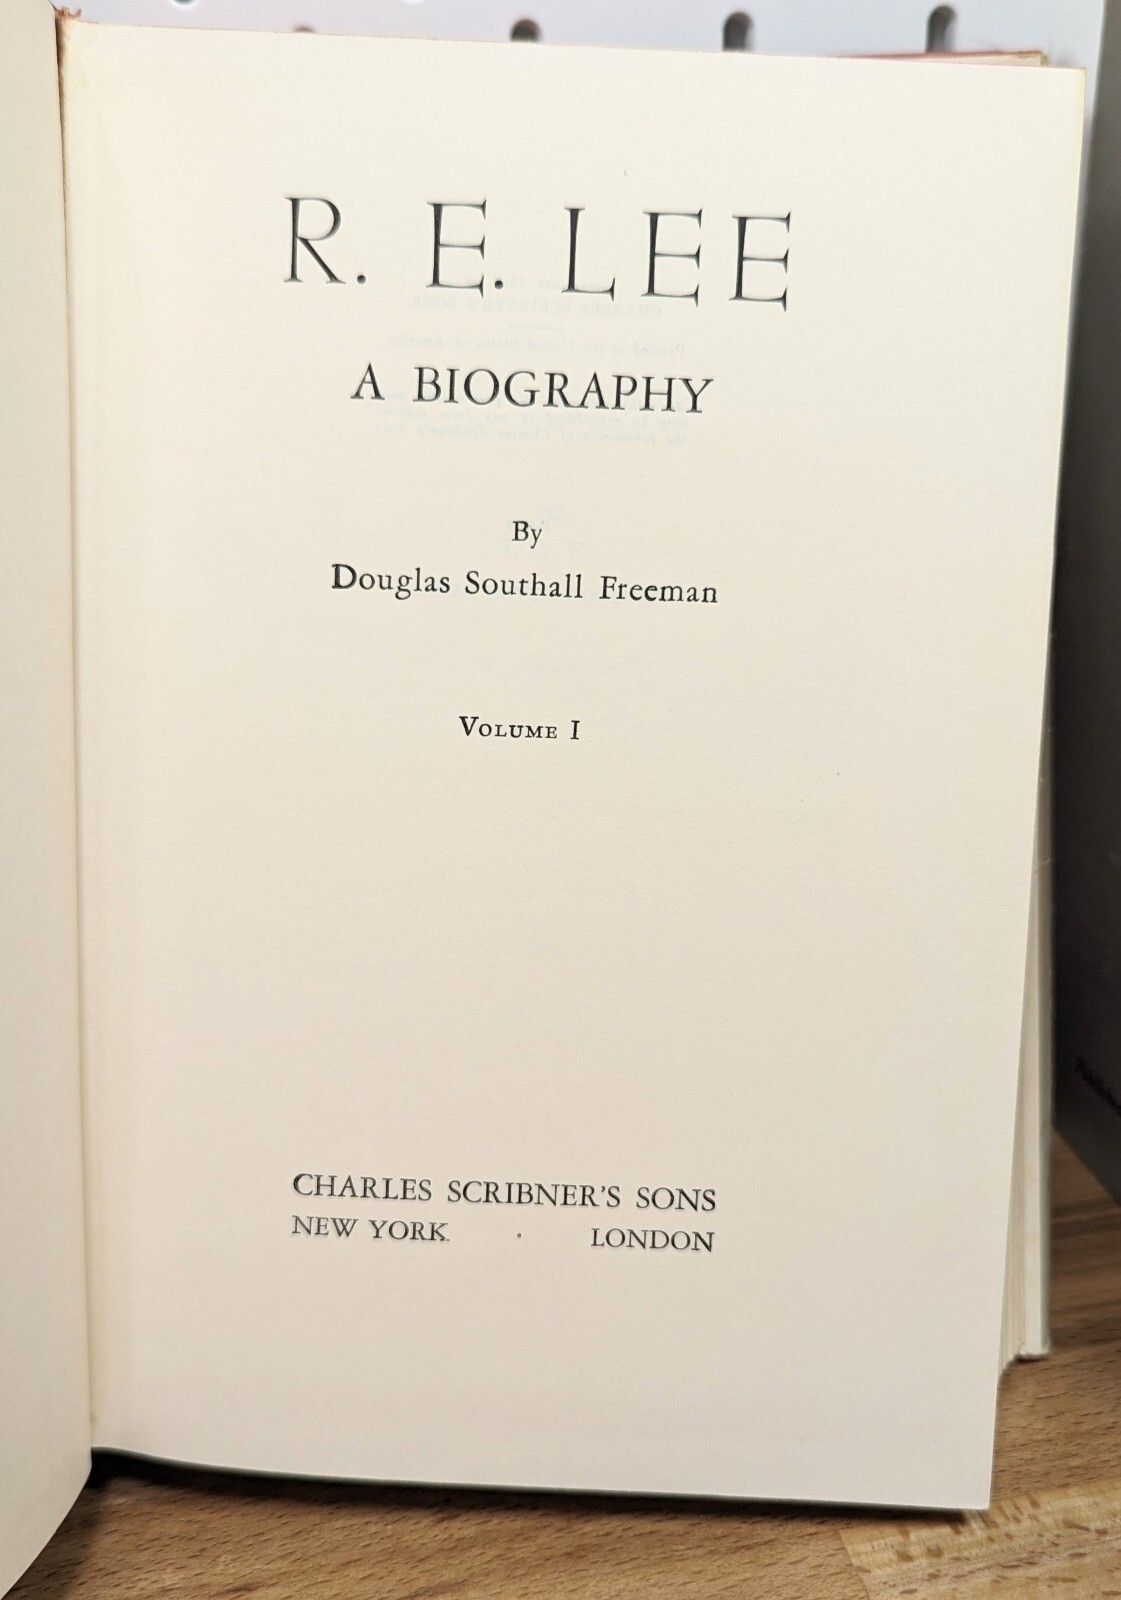 R. E. LEE
A BIOGRAPHY
By
Douglas Southall Freeman
VOLUME I
CHARLES SCRIBNER'S SONS
NEW YORK · LONDON